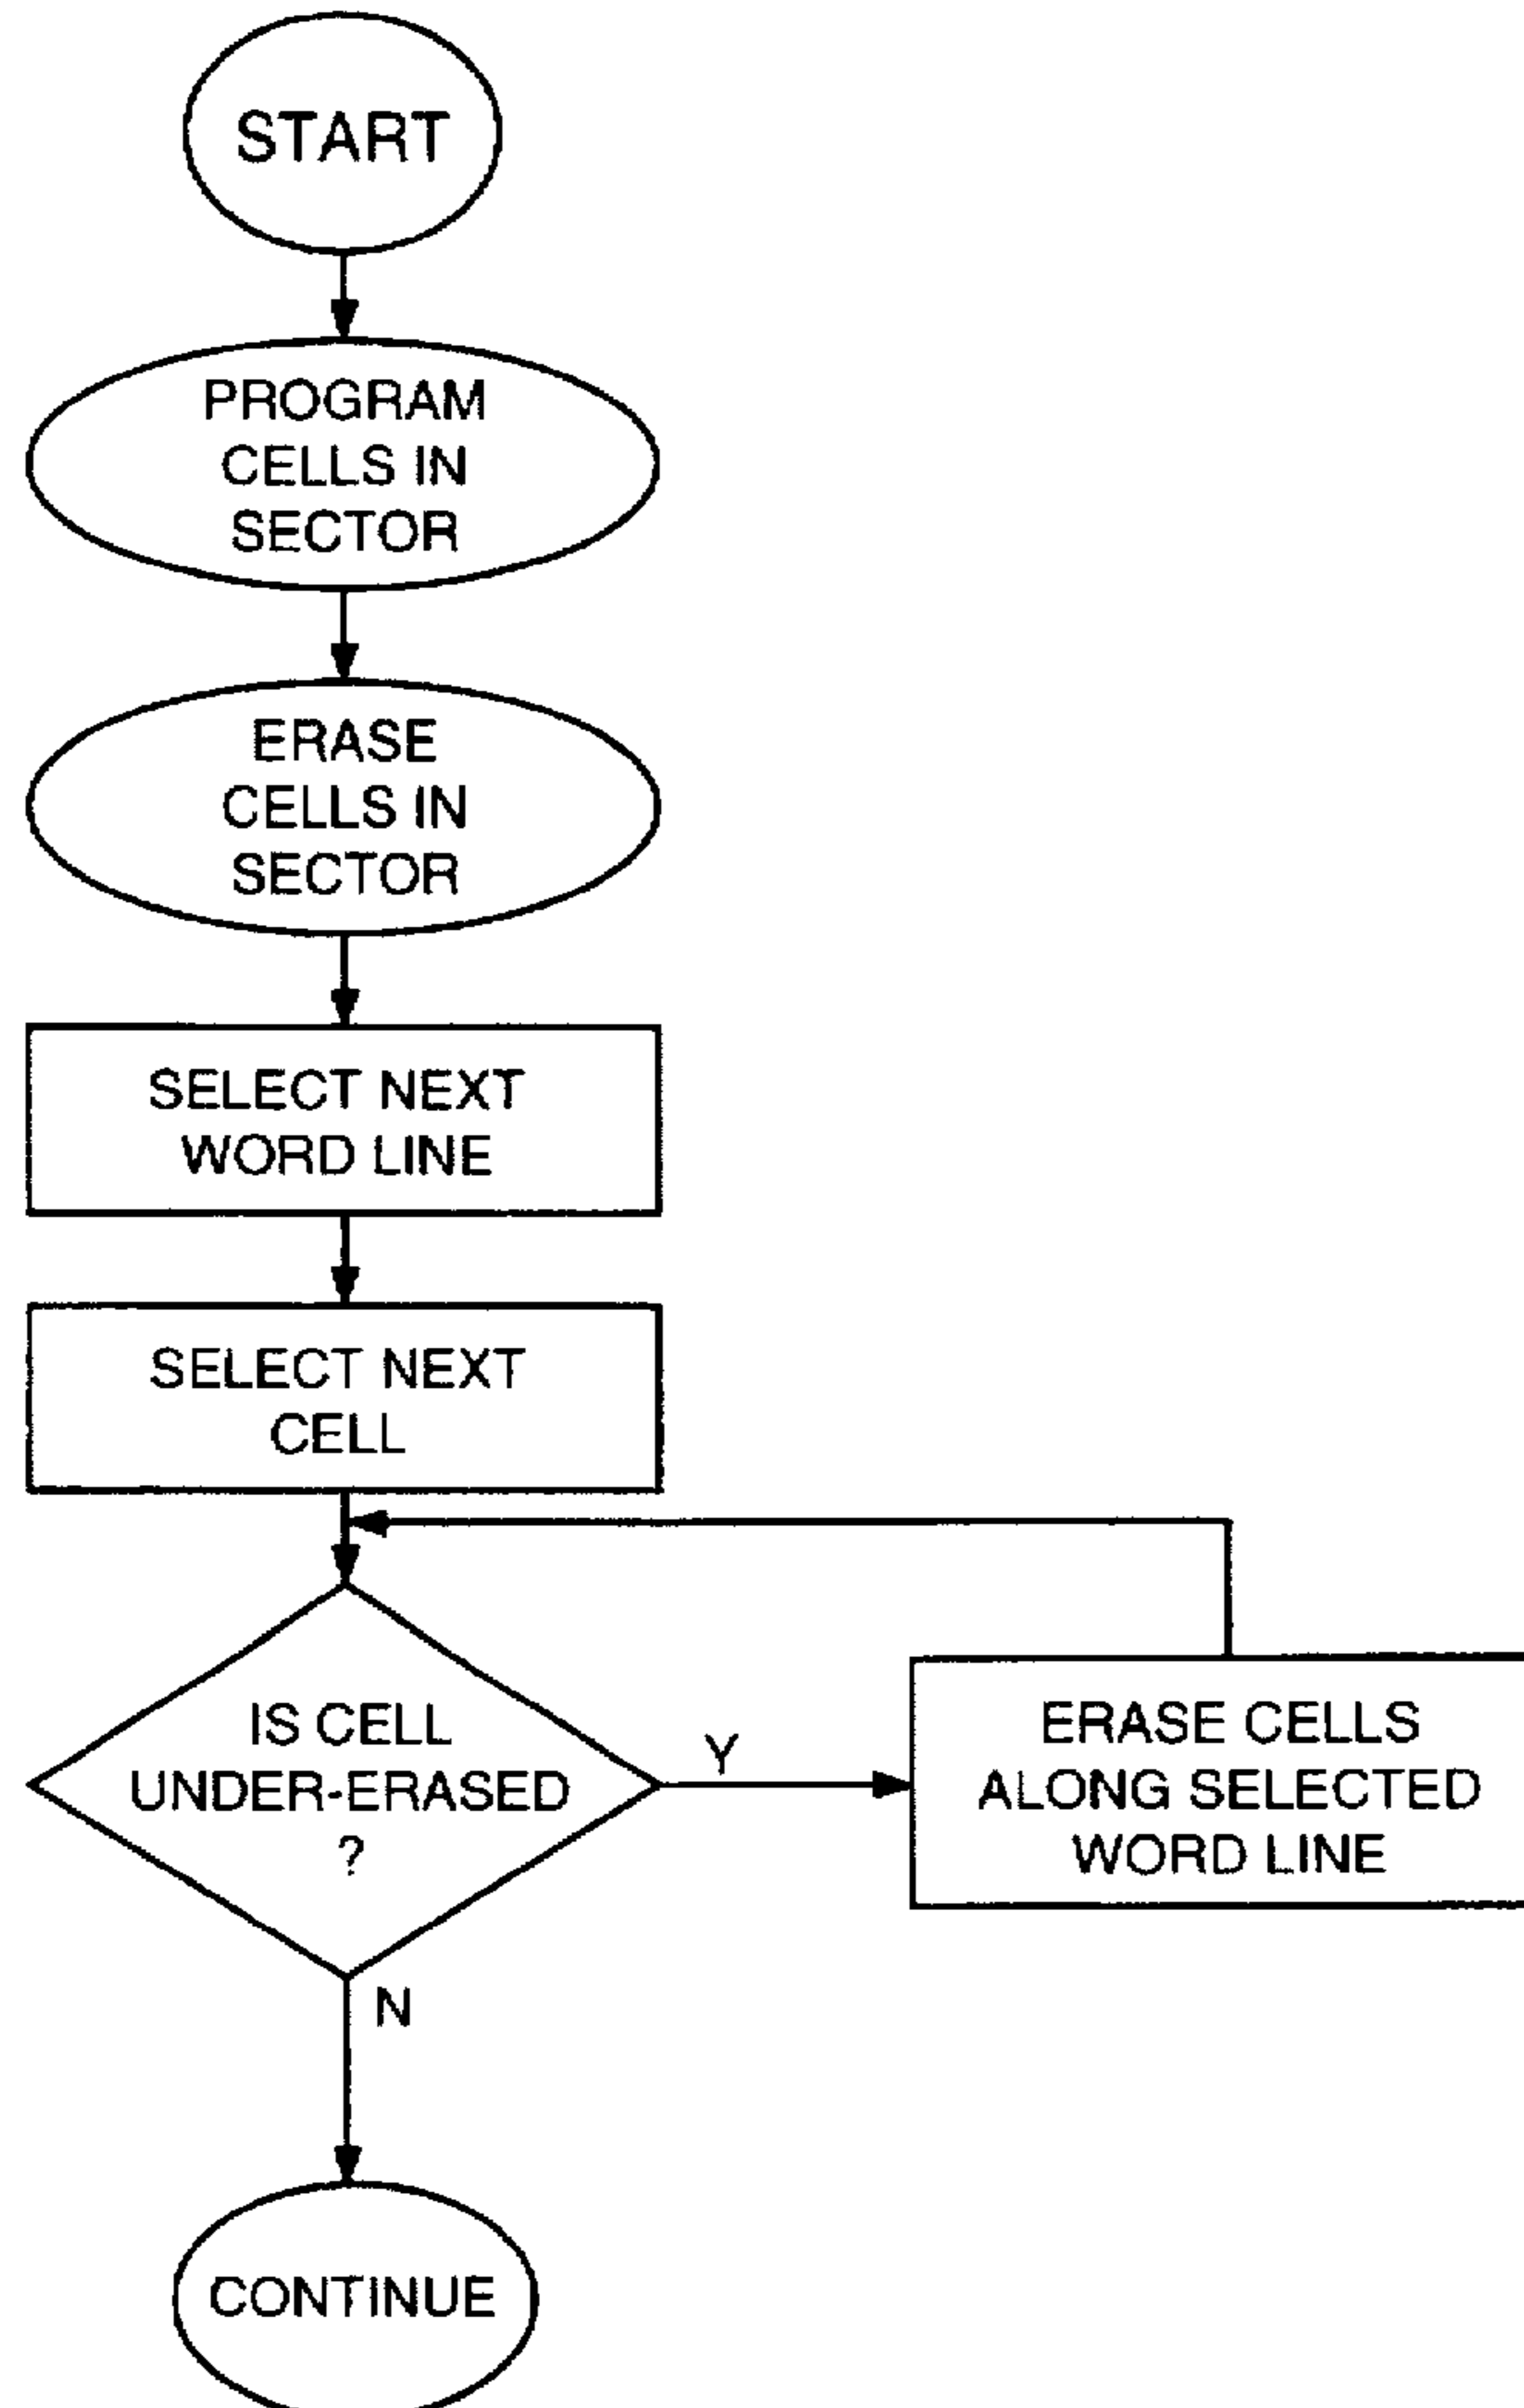 START
PROGRAM
CELLS IN
SECTOR
ERASE
CELLS IN
SECTOR
SELECT NEXT
WORD LINE
SELECT NEXT
CELL
IS CELL
UNDER-ERASED
?
Y
ERASE CELLS
ALONG SELECTED
WORD LINE
N
CONTINUE